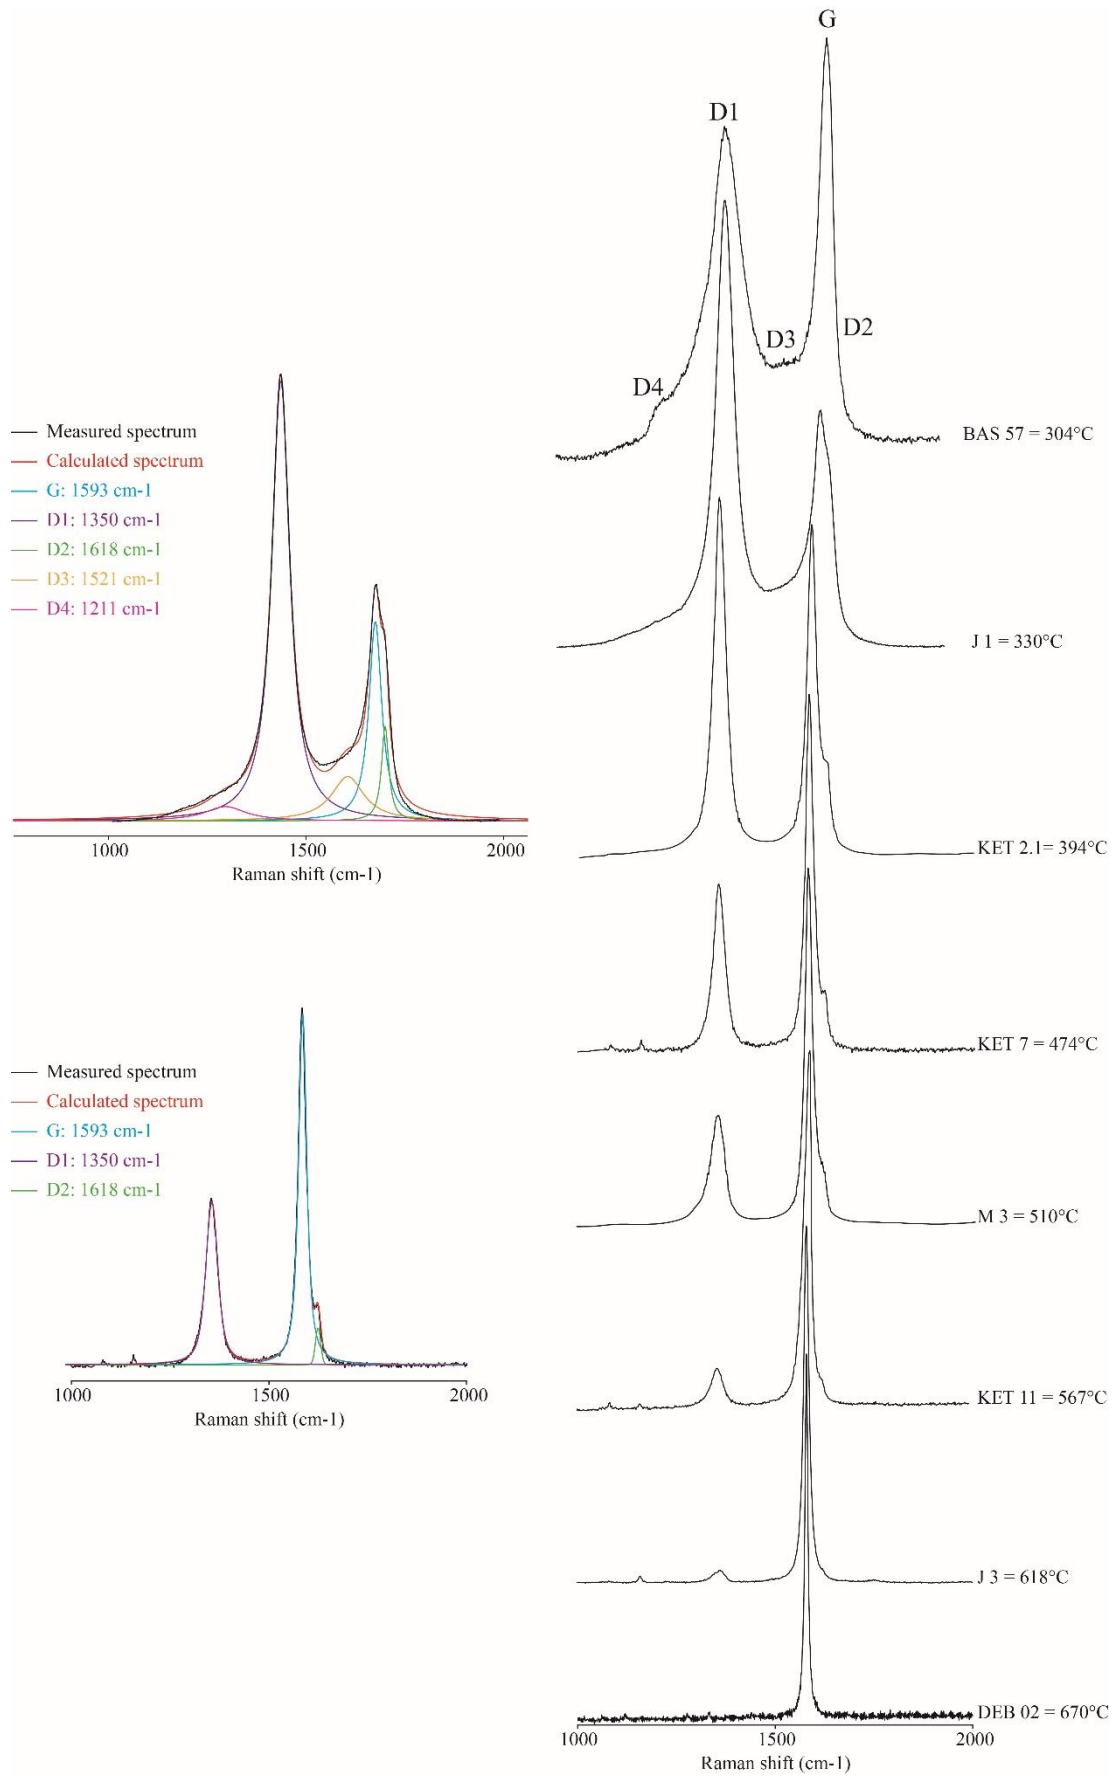 Measured spectrum
Calculated spectrum
G: 1593 cm-1
D1: 1350 cm-1
D2: 1618 cm-1
D3: 1521 cm-1
D4: 1211 cm-1
1000 1500 2000
Raman shift (cm-1)
Measured spectrum
Calculated spectrum
G: 1593 cm-1
D1: 1350 cm-1
D2: 1618 cm-1
1000 1500 2000
Raman shift (cm-1)
G
D1
D2
D3
D4
BAS 57 = 304°C
J 1 = 330°C
KET 2.1= 394°C
KET 7 = 474°C
M 3 = 510°C
KET 11 = 567°C
J 3 = 618°C
DEB 02 = 670°C
1000 1500 2000
Raman shift (cm-1)